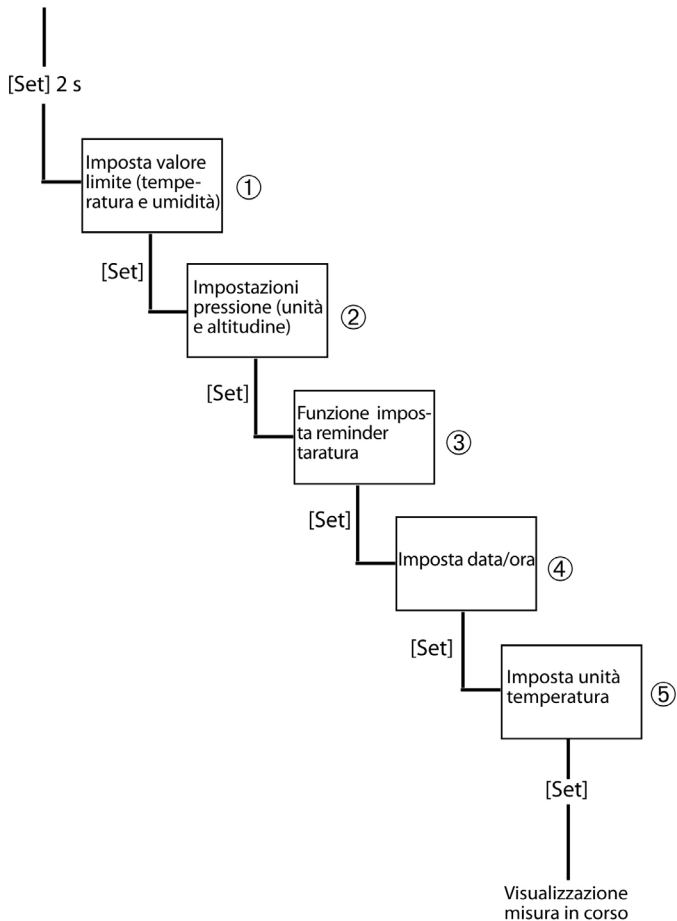 [Set] 2 s
Imposta valore
limite (tempe-
ratura e umidità)
①
[Set]
Impostazioni
pressione (unità
e altitudine)
②
[Set]
Funzione impos-
ta reminder
taratura
③
[Set]
Imposta data/ora
④
[Set]
Imposta unità
temperatura
⑤
[Set]
Visualizzazione
misura in corso